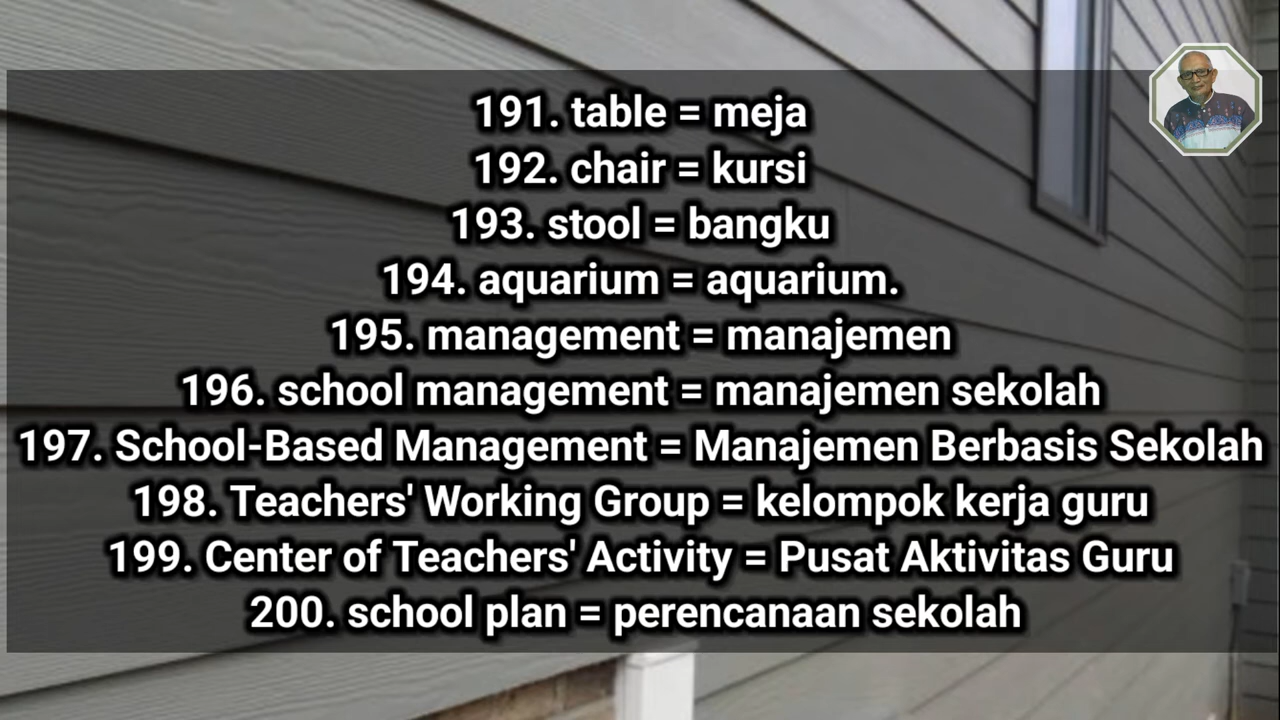 191. table = meja
192. chair = kursi
193. stool = bangku
194. aquarium = aquarium.
195. management = manajemen
196. school management = manajemen sekolah
197. School-Based Management = Manajemen Berbasis Sekolah
198. Teachers' Working Group = kelompok kerja guru
199. Center of Teachers' Activity = Pusat Aktivitas Guru
200. school plan = perencanaan sekolah